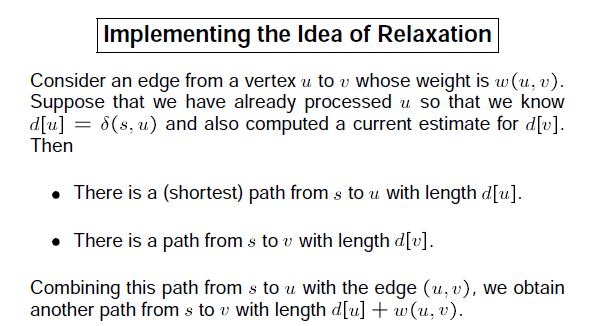 Implementing the Idea of Relaxation
Consider an edge from a vertex u to v whose weight is w(u, v).
Suppose that we have already processed u so that we know
d[u] = δ(s, u) and also computed a current estimate for d[v].
Then
• There is a (shortest) path from s to u with length d[u].
• There is a path from s to v with length d[v].
Combining this path from s to u with the edge (u, v), we obtain
another path from s to v with length d[u] + w(u, v).